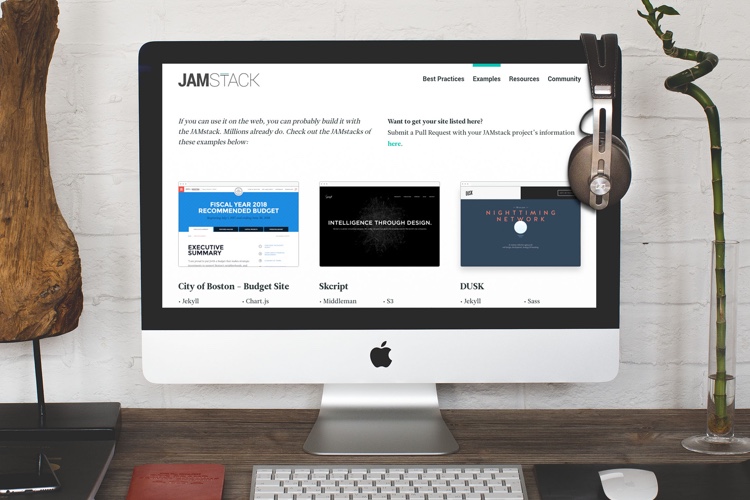 JAMSTACK
Best Practices Examples Resources Community
If you can use it on the web, you can probably build it with
the JAMstack. Millions already do. Check out the JAMstacks of
these examples below:
Want to get your site listed here?
Submit a Pull Request with your JAMstack project's information
here.
FISCAL YEAR 2018
RECOMMENDED BUDGET
EXECUTIVE
SUMMARY
INTELLIGENCE THROUGH DESIGN.
DUSK
NIGHTTIMING
NETWORK
City of Boston – Budget Site
• Jekyll • Chart.js
Skcript
• Middleman • S3
DUSK
• Jekyll • Sass